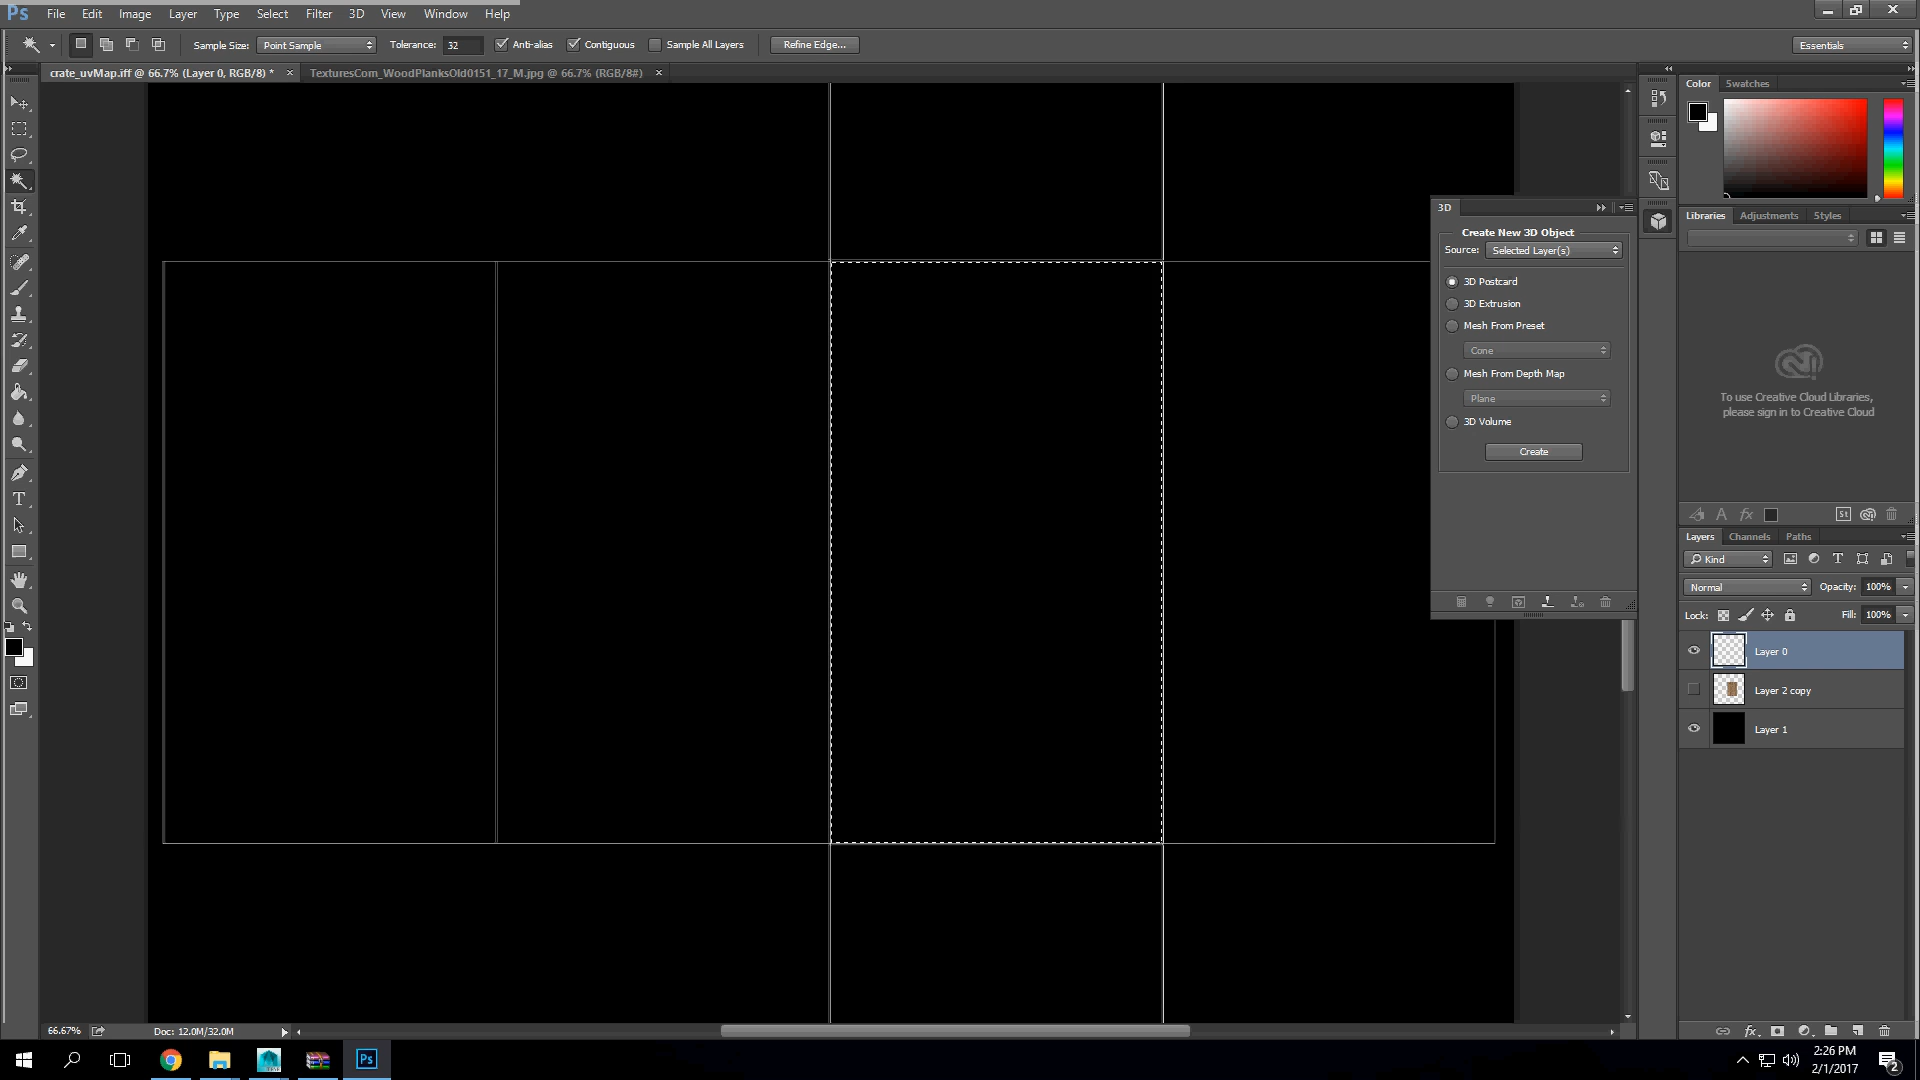 Ps File Edit Image Layer Type Select Filter 3D View Window Help
Sample Size: Point Sample Tolerance: 32 Anti-alias Contiguous Sample All Layers Refine Edge... Essentials
crate_uvMap.iff @ 66.7% (Layer 0, RGB/8) * × TexturesCom_WoodPlanksOld0151_17_M.jpg @ 66.7% (RGB/8#) ×
Color Swatches
3D
Create New 3D Object
Source: Selected Layer(s)
3D Postcard
3D Extrusion
Mesh From Preset
Cone
Mesh From Depth Map
Plane
3D Volume
Create
Libraries Adjustments Styles
To use Creative Cloud Libraries,
please sign in to Creative Cloud
St
Layers Channels Paths
Kind
Normal Opacity: 100%
Lock: Fill: 100%
Layer 0
Layer 2 copy
Layer 1
66.67% Doc: 12.0M/32.0M
Ps
2:26 PM
2/1/2017
2